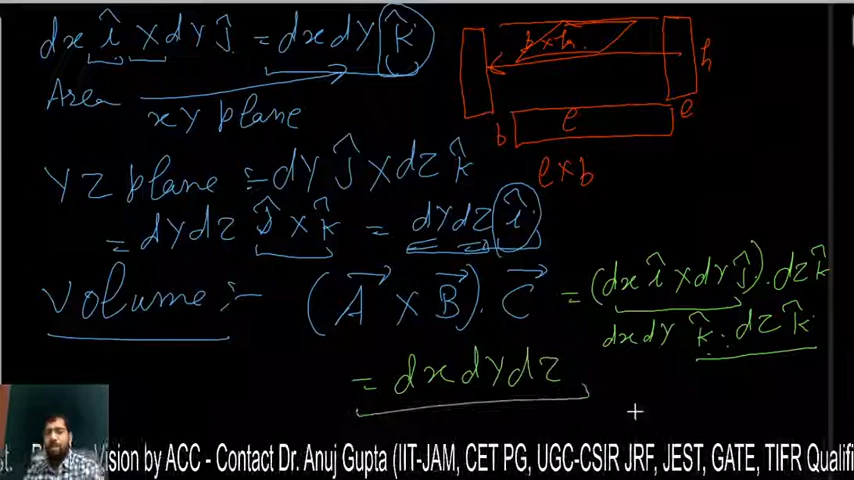 dx î x dy ĵ = dxdy k̂
Area
xy plane
b x h
h
l
b
l
l x b
YZ plane = dy ĵ x dz k̂
= dydz ĵ x k̂ = dydz î
Volume :- (A⃗ x B⃗). C⃗ = (dx î x dy ĵ). dz k̂
dxdy k̂. dz k̂.
= dxdydz
Vision by ACC - Contact Dr. Anuj Gupta (IIT-JAM, CET PG, UGC-CSIR JRF, JEST, GATE, TIFR Qualifi